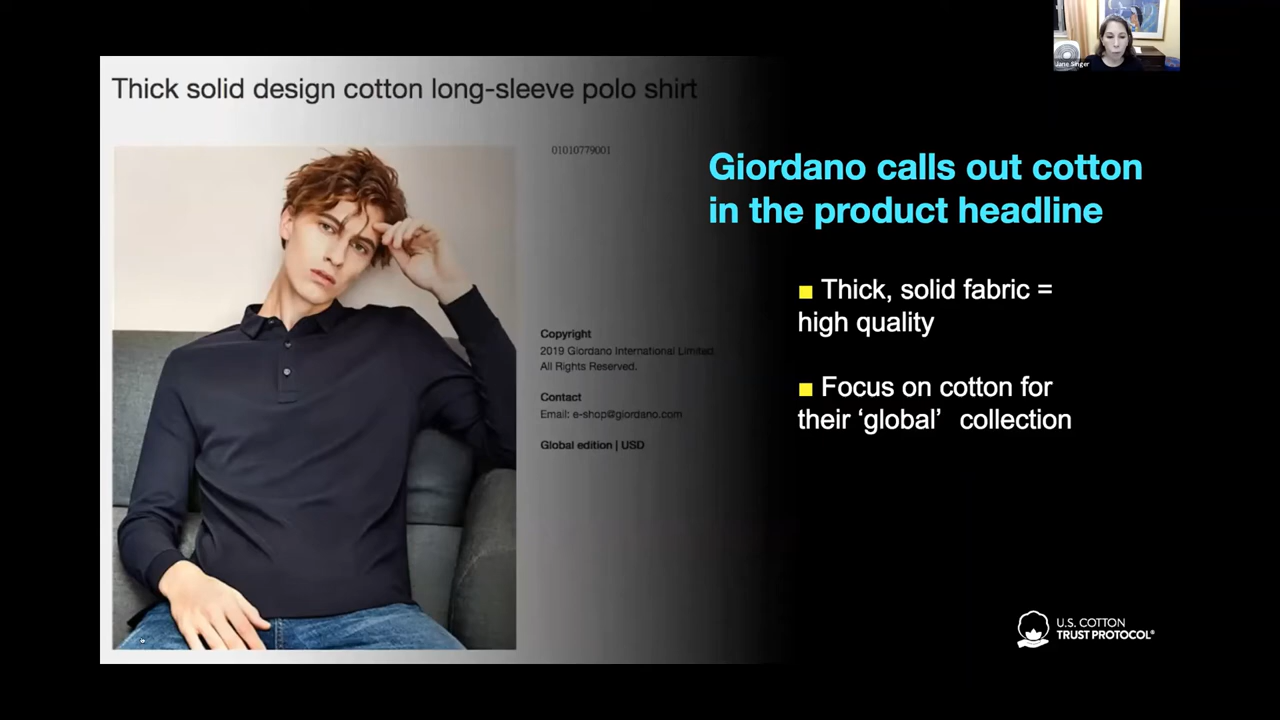 Jane Singer
Thick solid design cotton long-sleeve polo shirt
01010779001
Copyright
2019 Giordano International Limited.
All Rights Reserved.
Contact
Email: e-shop@giordano.com
Global edition | USD
Giordano calls out cotton
in the product headline
Thick, solid fabric =
high quality
Focus on cotton for
their ‘global’ collection
U.S. COTTON
TRUST PROTOCOL®